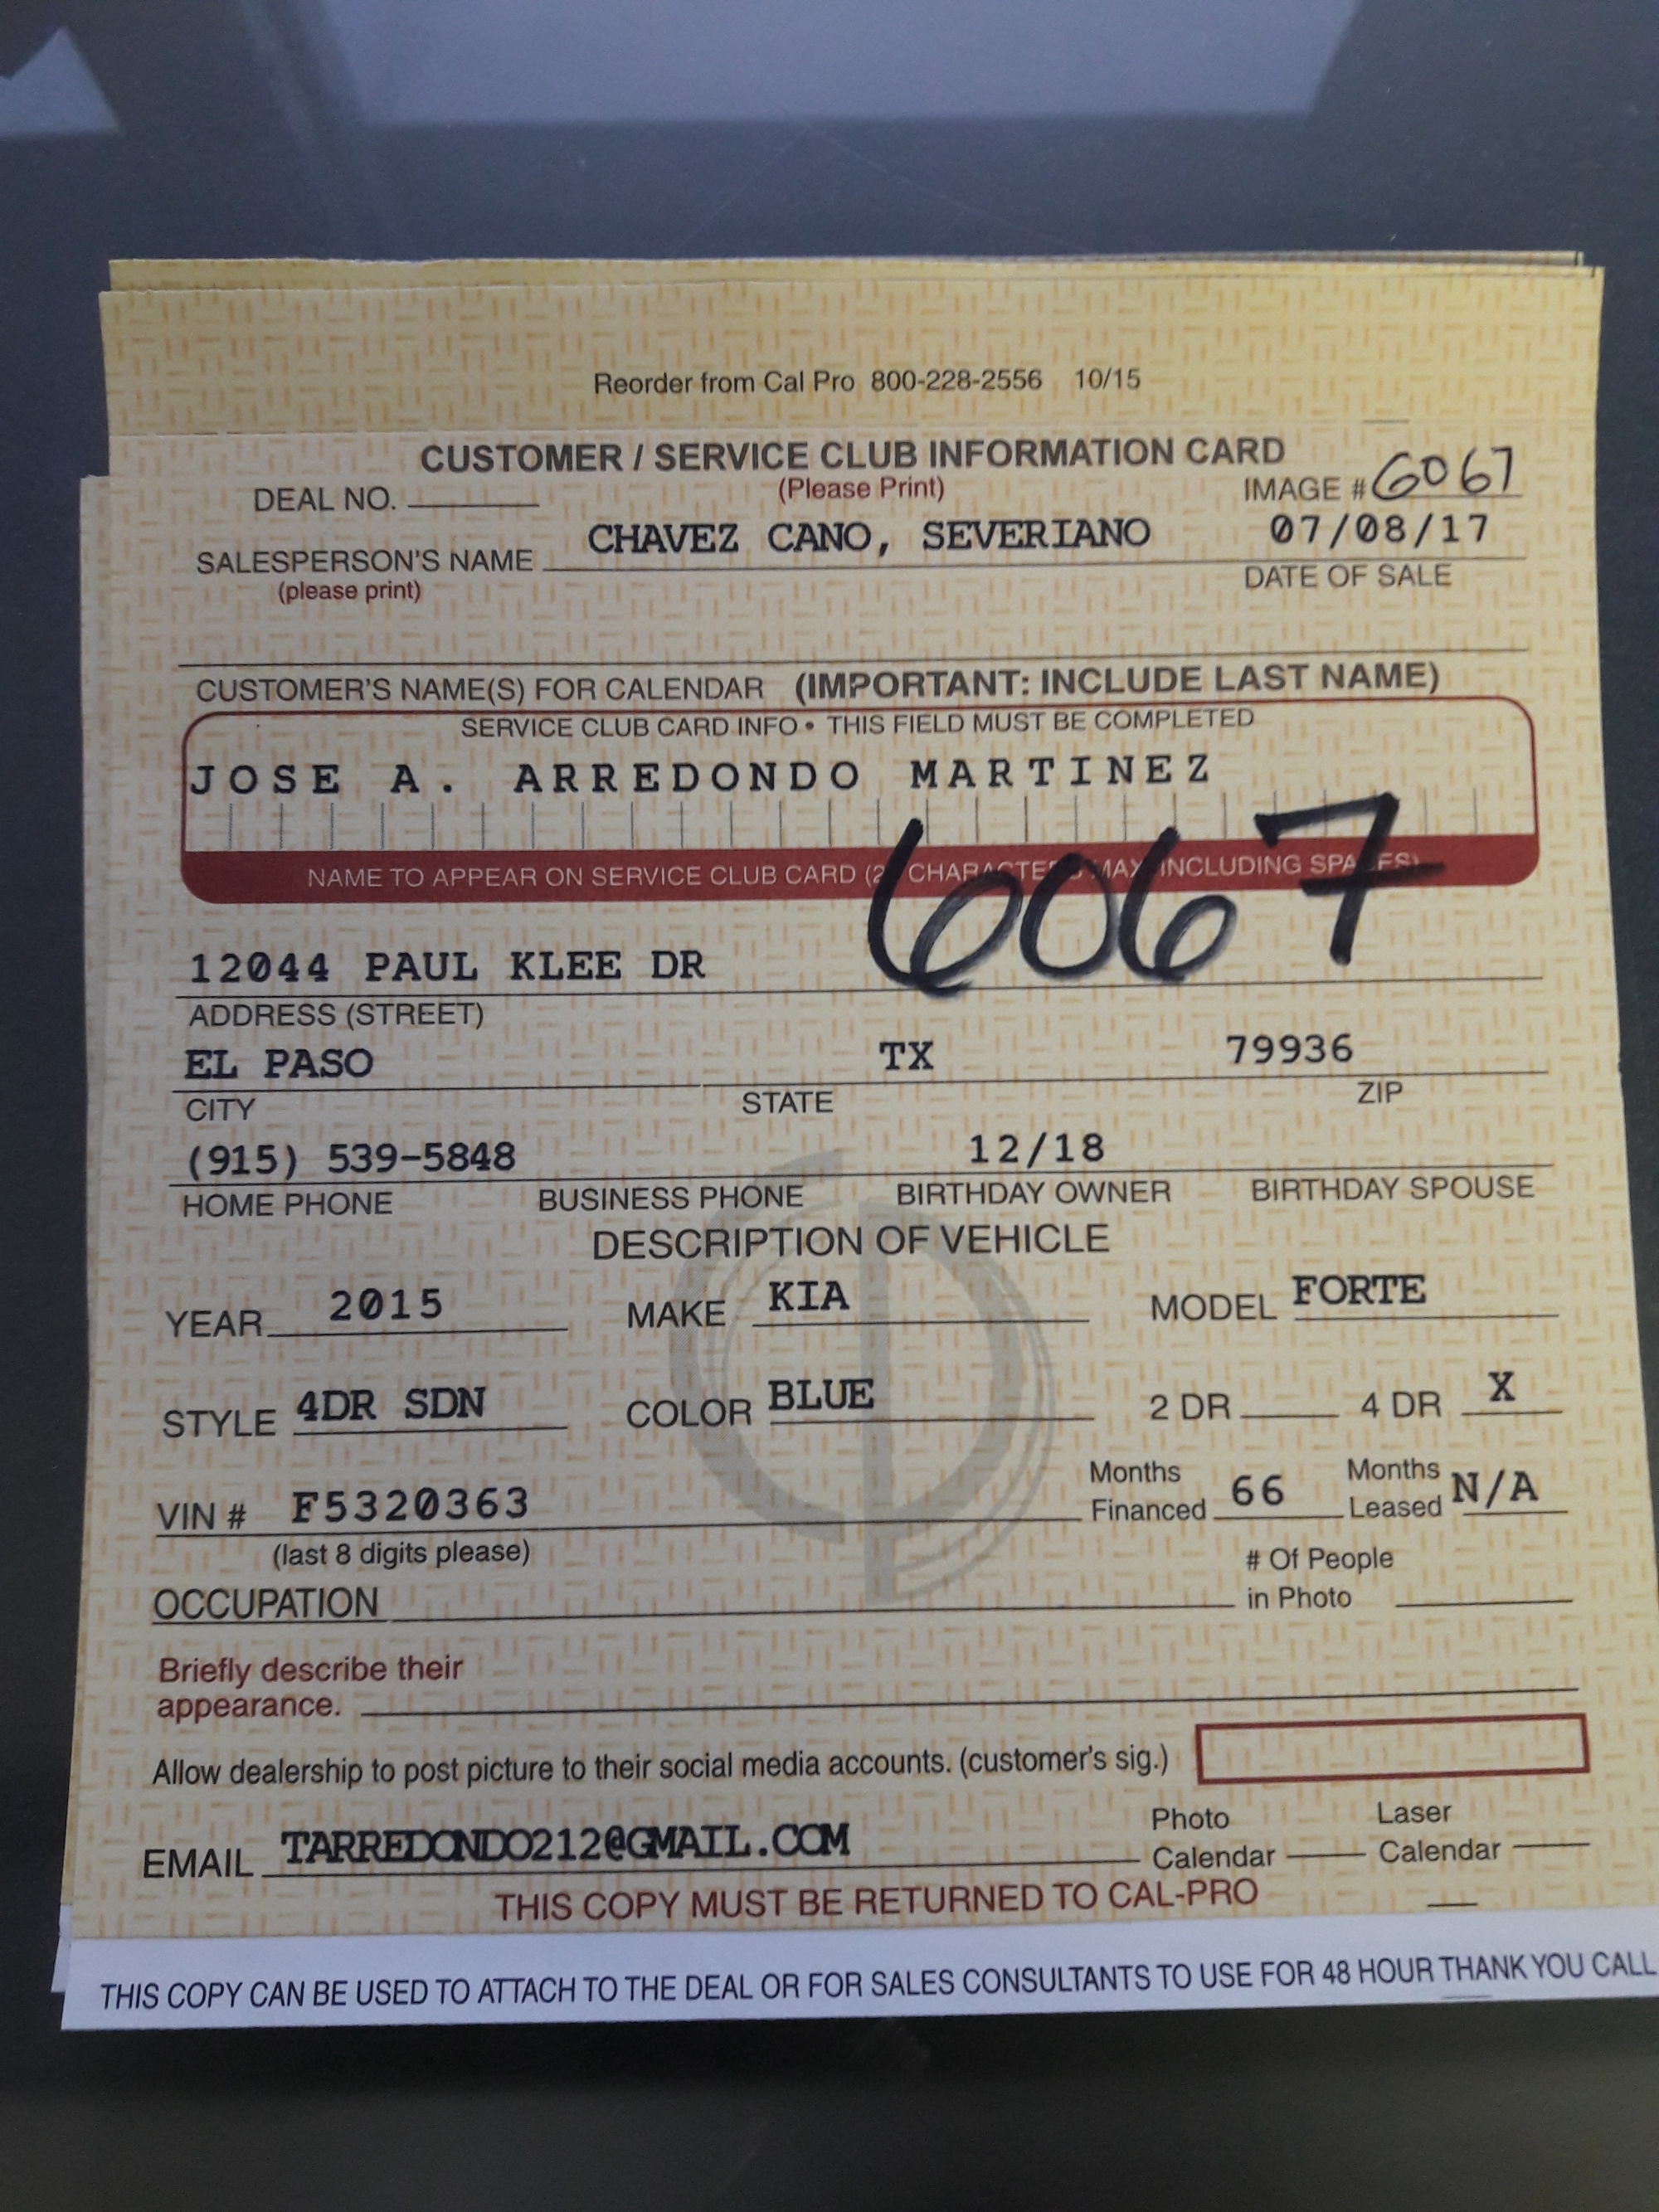 Reorder from Cal Pro 800-228-2556 10/15
CUSTOMER / SERVICE CLUB INFORMATION CARD
DEAL NO. (Please Print) IMAGE # 6067
SALESPERSON'S NAME CHAVEZ CANO, SEVERIANO 07/08/17
(please print) DATE OF SALE
CUSTOMER'S NAME(S) FOR CALENDAR (IMPORTANT: INCLUDE LAST NAME)
SERVICE CLUB CARD INFO • THIS FIELD MUST BE COMPLETED
JOSE A. ARREDONDO MARTINEZ
6067
NAME TO APPEAR ON SERVICE CLUB CARD (2 CHARACTERS MAX INCLUDING SPACES)
12044 PAUL KLEE DR
ADDRESS (STREET)
EL PASO TX 79936
CITY STATE ZIP
(915) 539-5848 12/18
HOME PHONE BUSINESS PHONE BIRTHDAY OWNER BIRTHDAY SPOUSE
DESCRIPTION OF VEHICLE
YEAR 2015 MAKE KIA MODEL FORTE
STYLE 4DR SDN COLOR BLUE 2 DR 4 DR X
VIN # F5320363 Months Financed 66 Months Leased N/A
(last 8 digits please) # Of People
OCCUPATION in Photo
Briefly describe their
appearance.
Allow dealership to post picture to their social media accounts. (customer's sig.)
EMAIL TARREDONDO212@GMAIL.COM Photo Calendar Laser Calendar
THIS COPY MUST BE RETURNED TO CAL-PRO
THIS COPY CAN BE USED TO ATTACH TO THE DEAL OR FOR SALES CONSULTANTS TO USE FOR 48 HOUR THANK YOU CALL